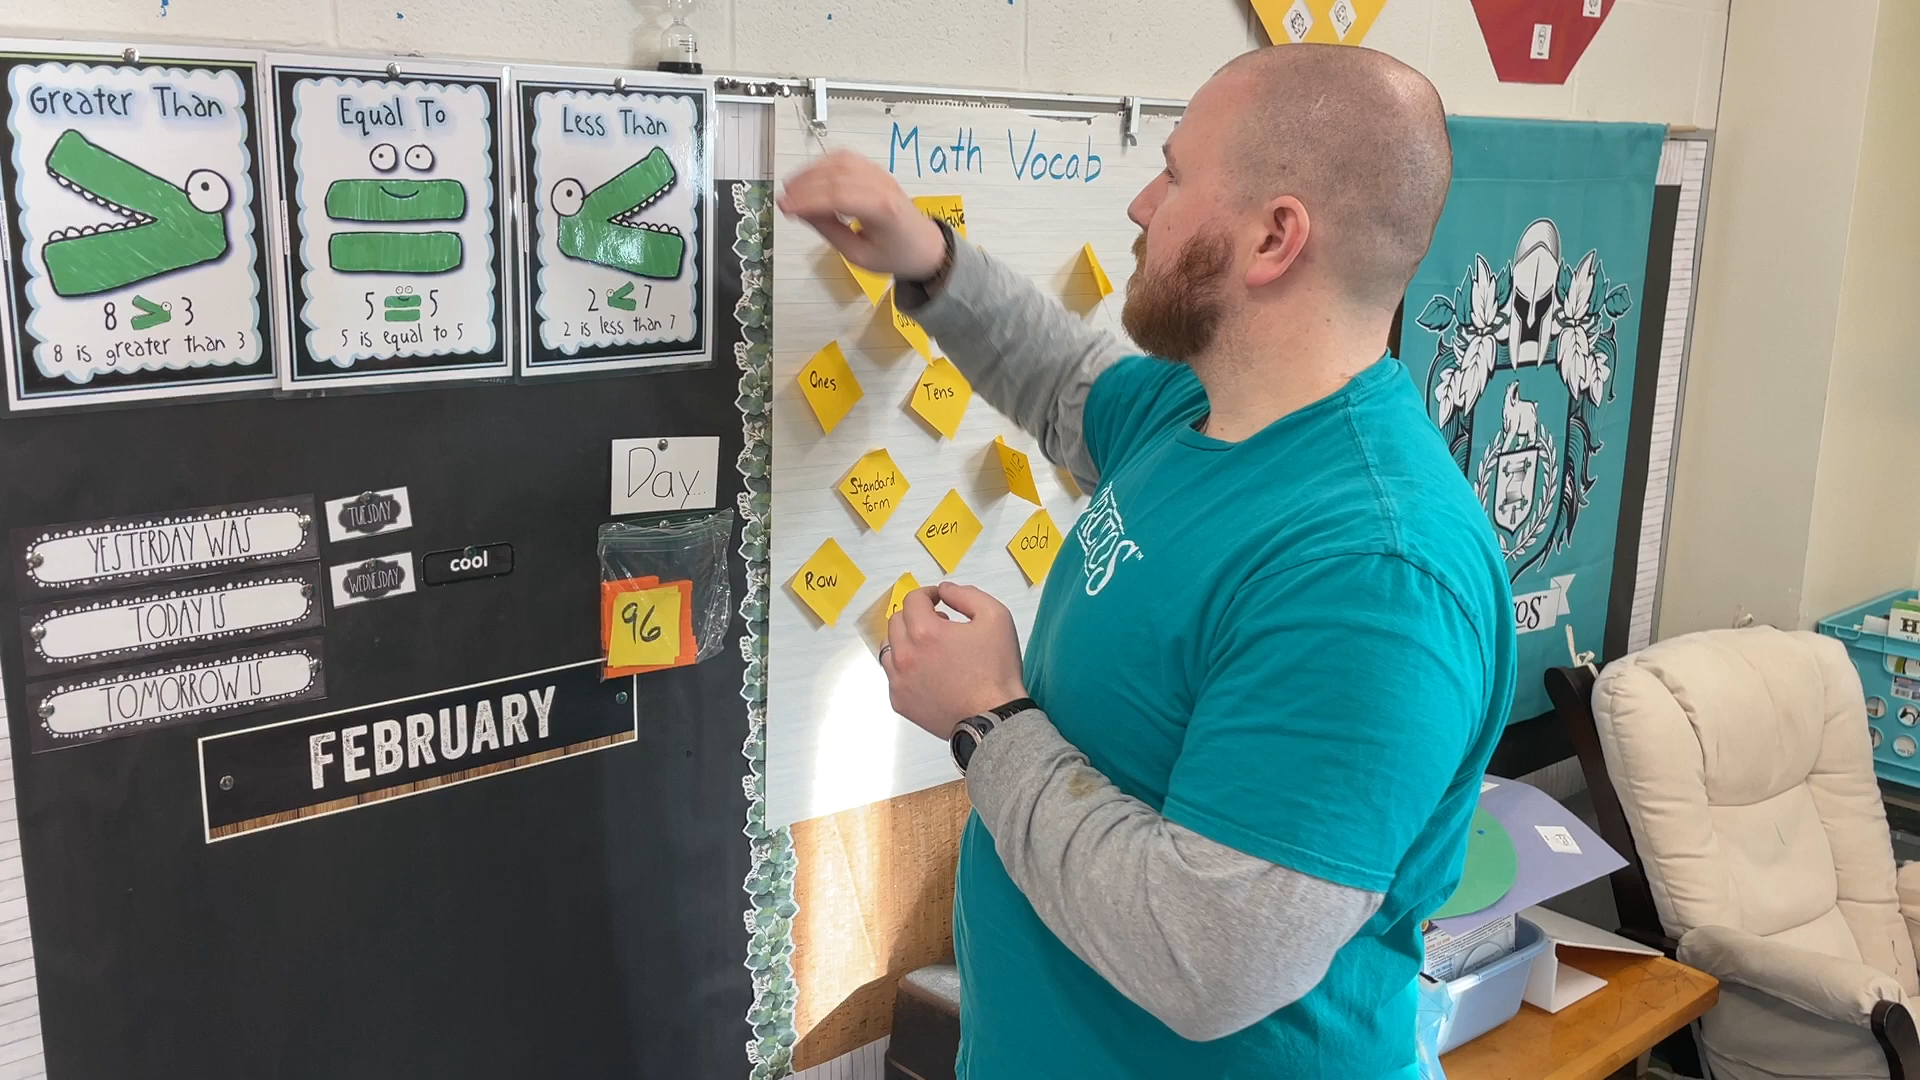 Greater Than
8 3
8 is greater than 3
Equal To
5 5
5 is equal to 5
Less Than
2 7
2 is less than 7
Math Vocab
Ones
Tens
Standard
form
even
odd
Row
Day...
96
YESTERDAY WAS
TUESDAY
TODAY IS
WEDNESDAY
cool
TOMORROW IS
FEBRUARY